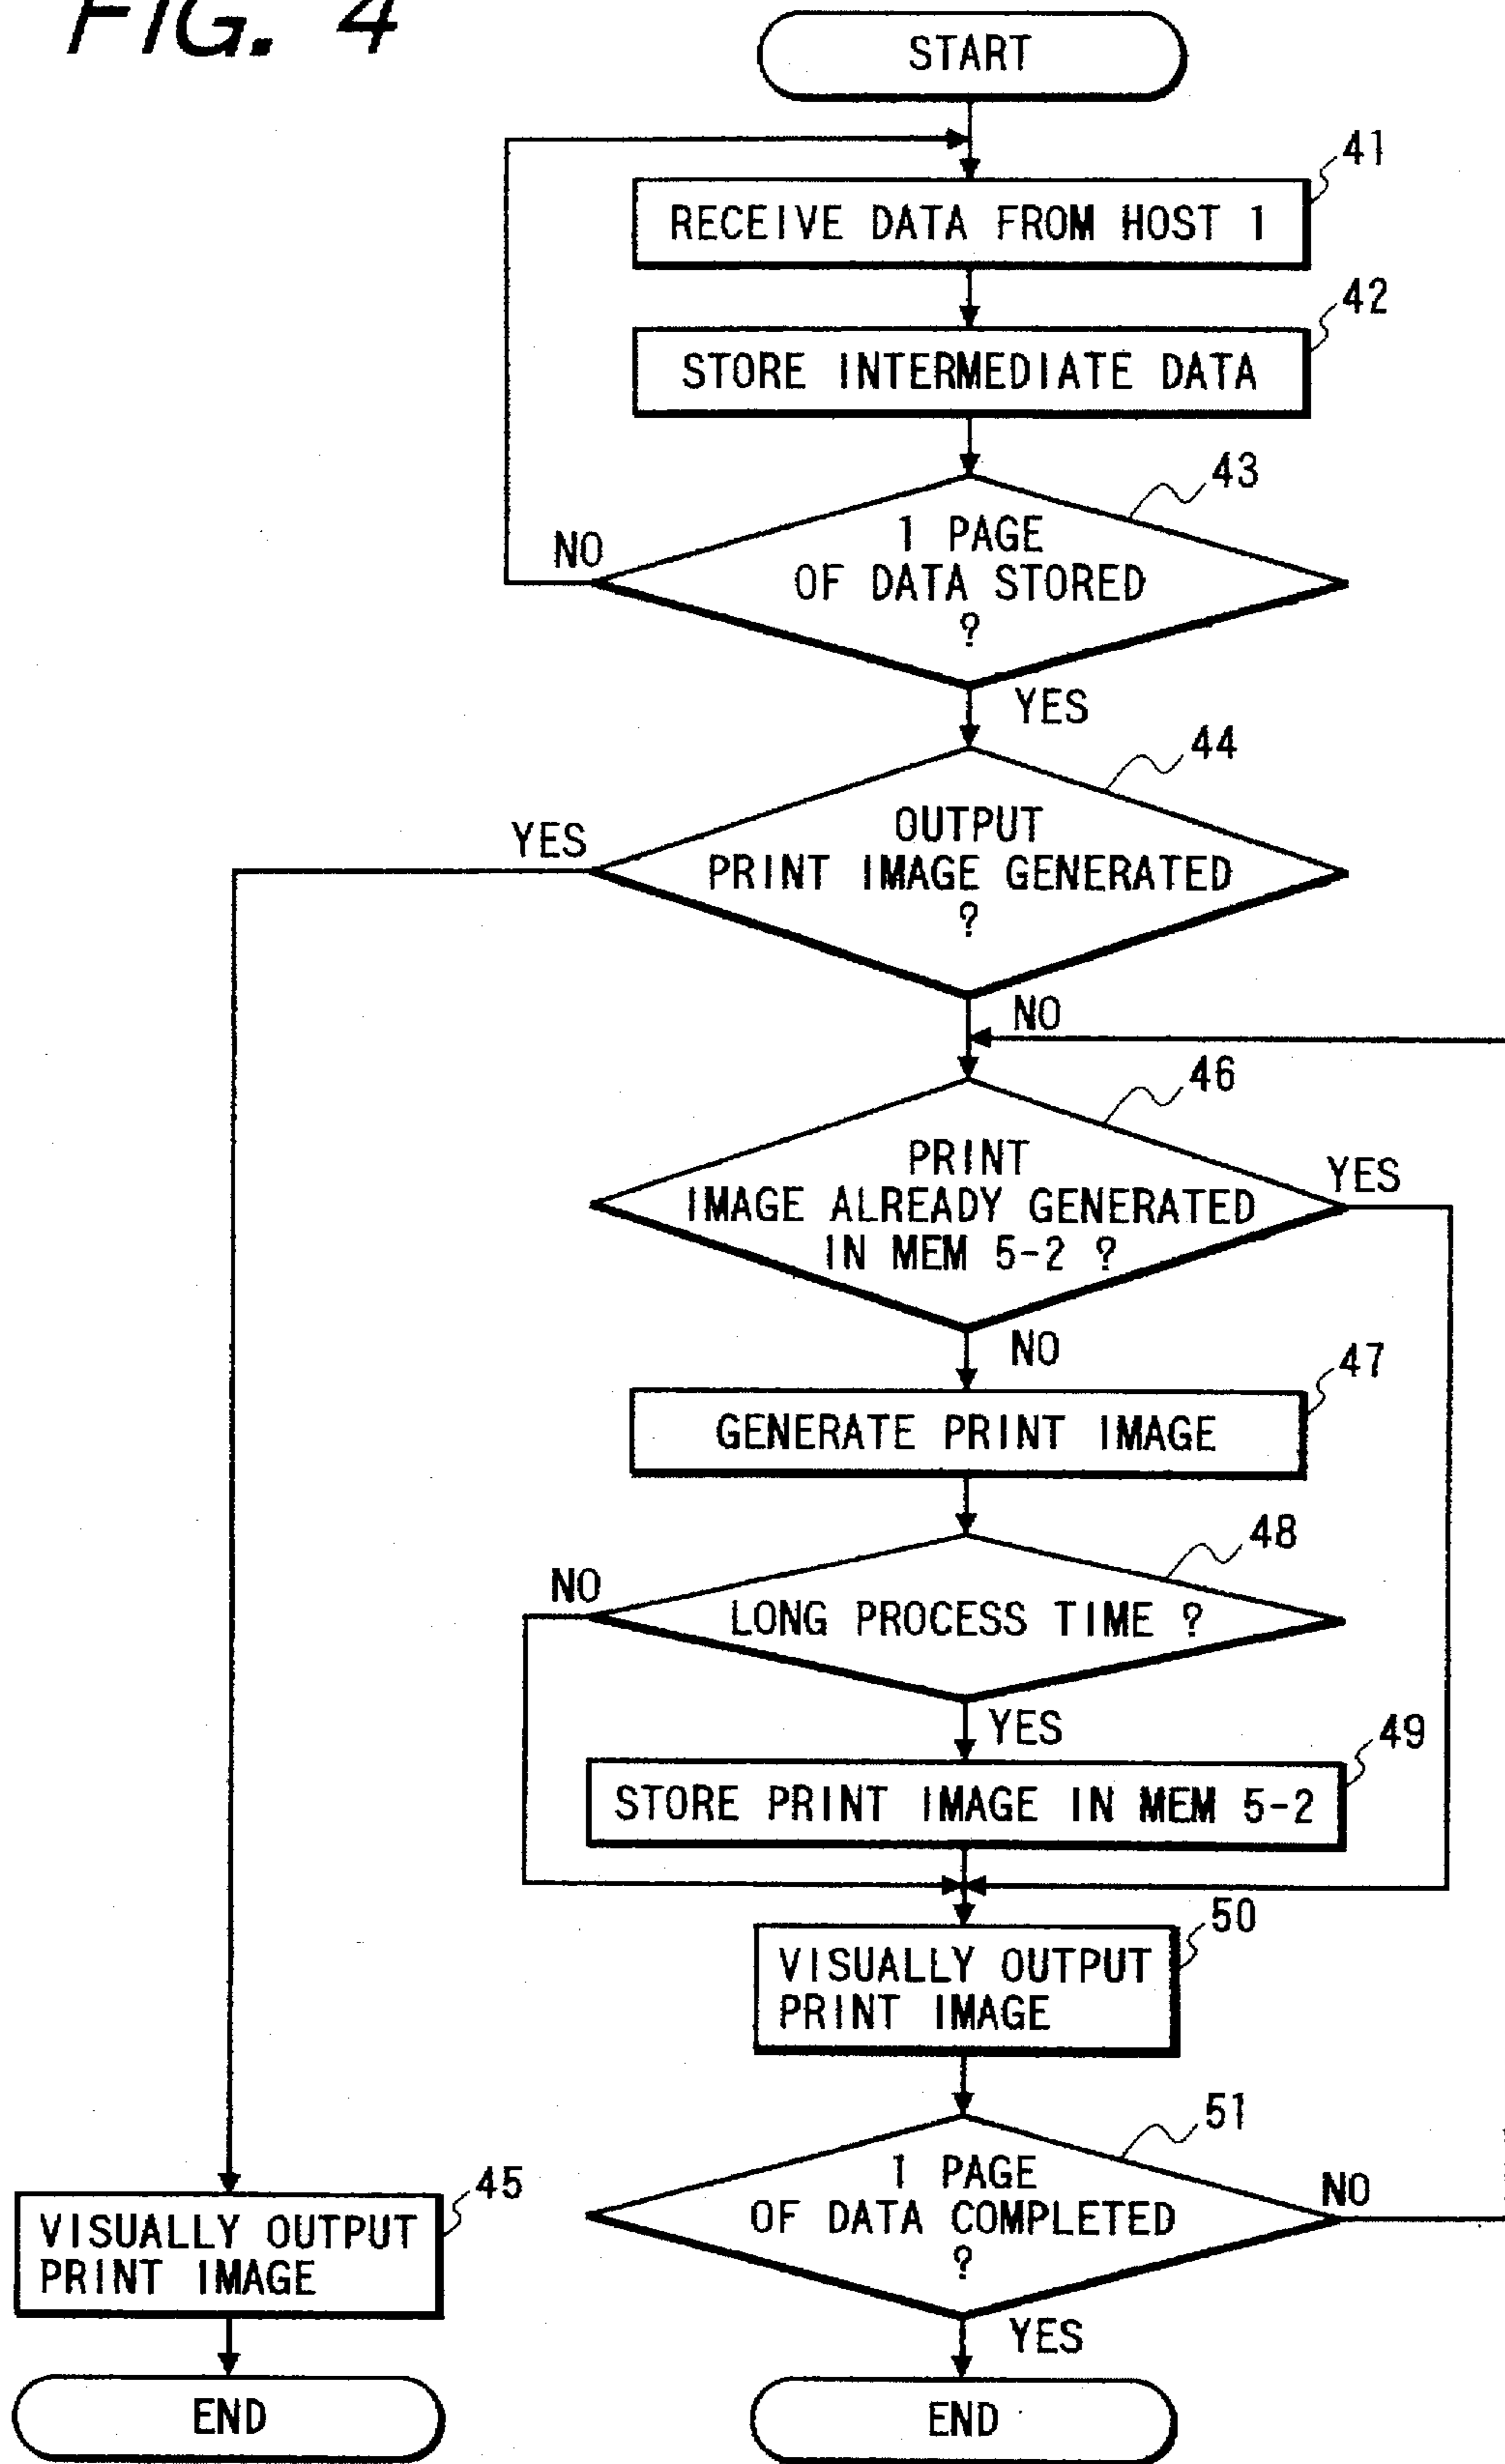 FIG. 4
START
41
RECEIVE DATA FROM HOST 1
42
STORE INTERMEDIATE DATA
43
1 PAGE
OF DATA STORED
?
NO
YES
44
OUTPUT
PRINT IMAGE GENERATED
?
YES
NO
46
PRINT
IMAGE ALREADY GENERATED
IN MEM 5-2 ?
YES
NO
47
GENERATE PRINT IMAGE
48
NO
LONG PROCESS TIME ?
YES
49
STORE PRINT IMAGE IN MEM 5-2
50
VISUALLY OUTPUT
PRINT IMAGE
51
1 PAGE
OF DATA COMPLETED
?
NO
YES
END
45
VISUALLY OUTPUT
PRINT IMAGE
END